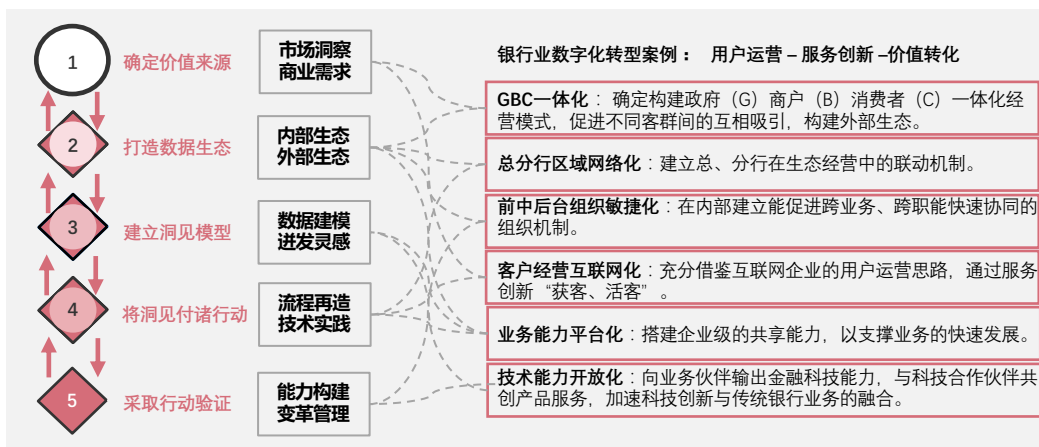 1
确定价值来源
市场洞察
商业需求
2
打造数据生态
内部生态
外部生态
3
建立洞见模型
数据建模
迸发灵感
4
将洞见付诸行动
流程再造
技术实践
5
采取行动验证
能力构建
变革管理
银行业数字化转型案例： 用户运营 – 服务创新 –价值转化
GBC一体化：确定构建政府（G）商户（B）消费者（C）一体化经
营模式，促进不同客群间的互相吸引，构建外部生态。
总分行区域网络化：建立总、分行在生态经营中的联动机制。
前中后台组织敏捷化：在内部建立能促进跨业务、跨职能快速协同的
组织机制。
客户经营互联网化：充分借鉴互联网企业的用户运营思路，通过服务
创新“获客、活客”。
业务能力平台化：搭建企业级的共享能力，以支撑业务的快速发展。
技术能力开放化：向业务伙伴输出金融科技能力，与科技合作伙伴共
创产品服务，加速科技创新与传统银行业务的融合。